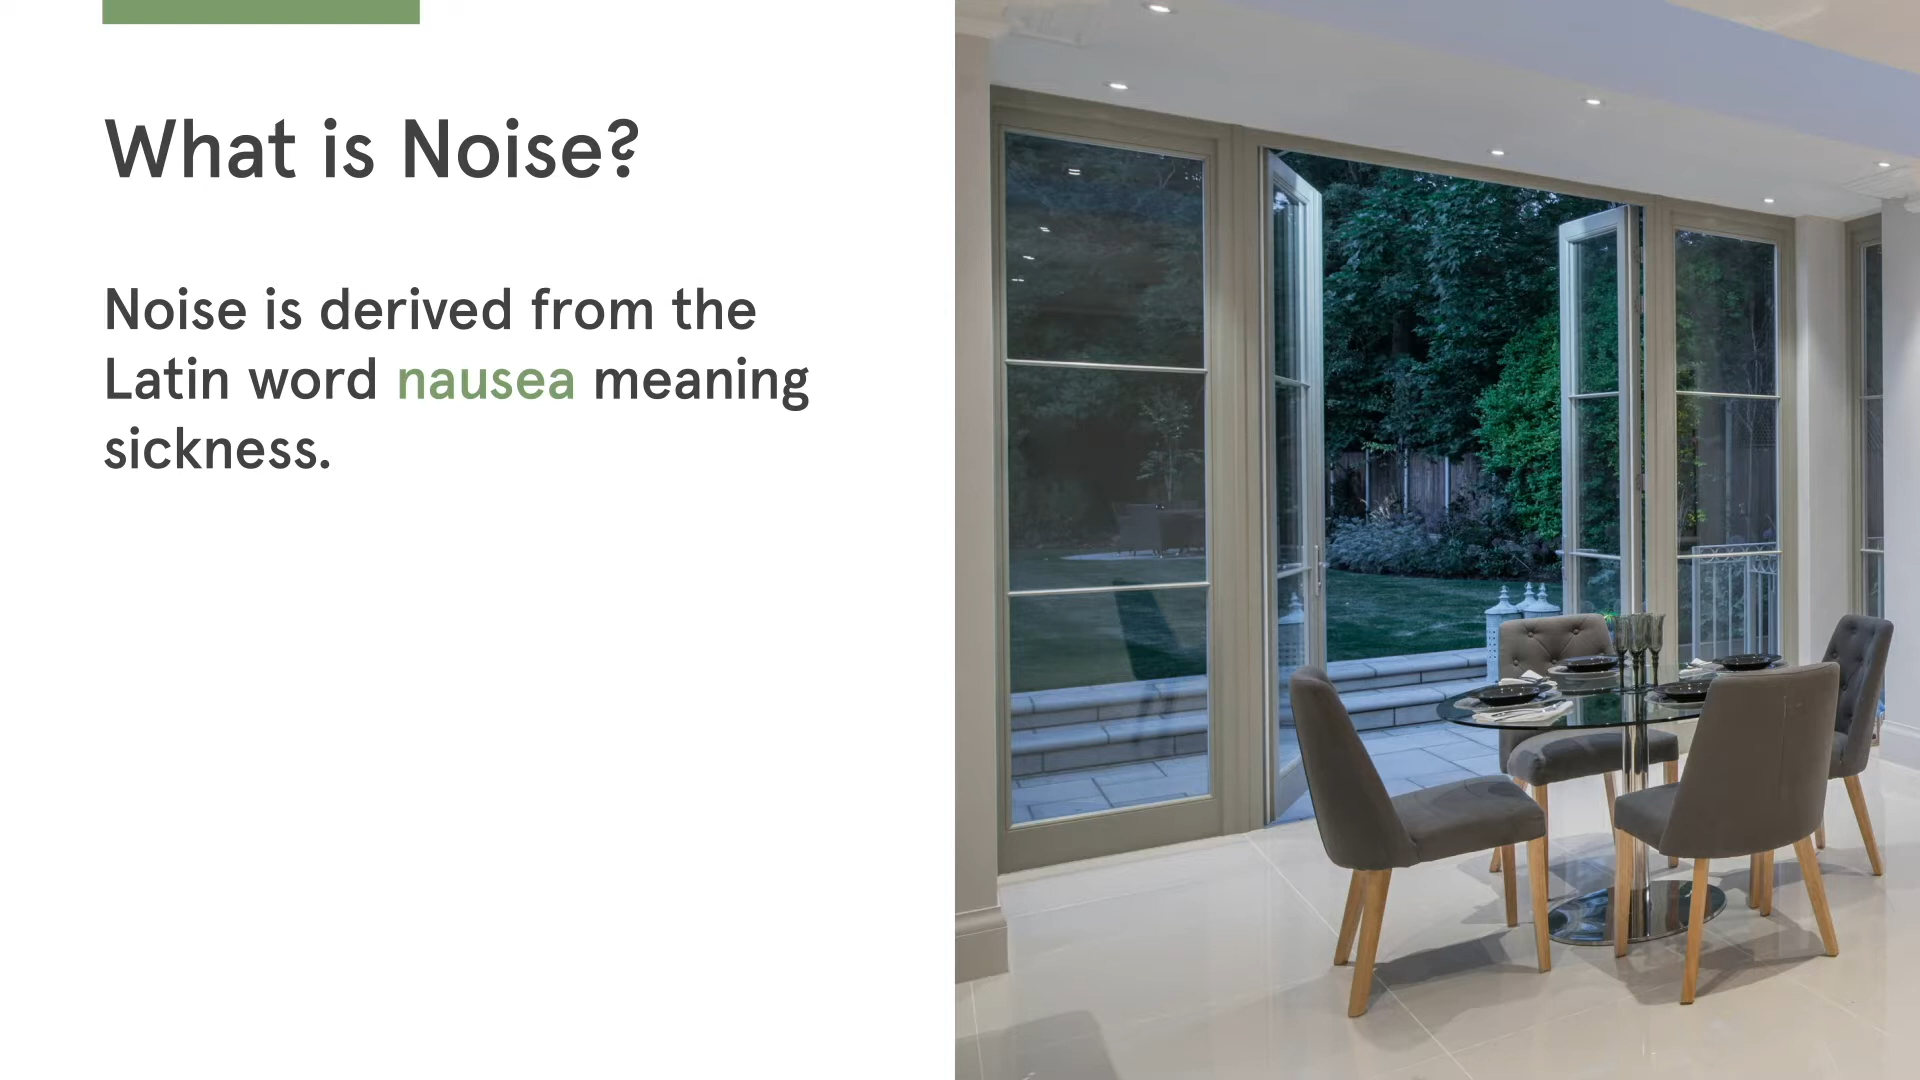 What is Noise?
Noise is derived from the
Latin word nausea meaning
sickness.